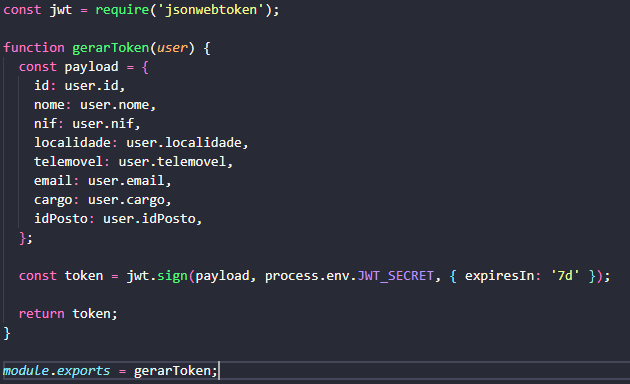 const jwt = require('jsonwebtoken');
function gerarToken(user) {
const payload = {
id: user.id,
nome: user.nome,
nif: user.nif,
localidade: user.localidade,
telemovel: user.telemovel,
email: user.email,
cargo: user.cargo,
idPosto: user.idPosto,
};
const token = jwt.sign(payload, process.env.JWT_SECRET, { expiresIn: '7d' });
return token;
}
module.exports = gerarToken;